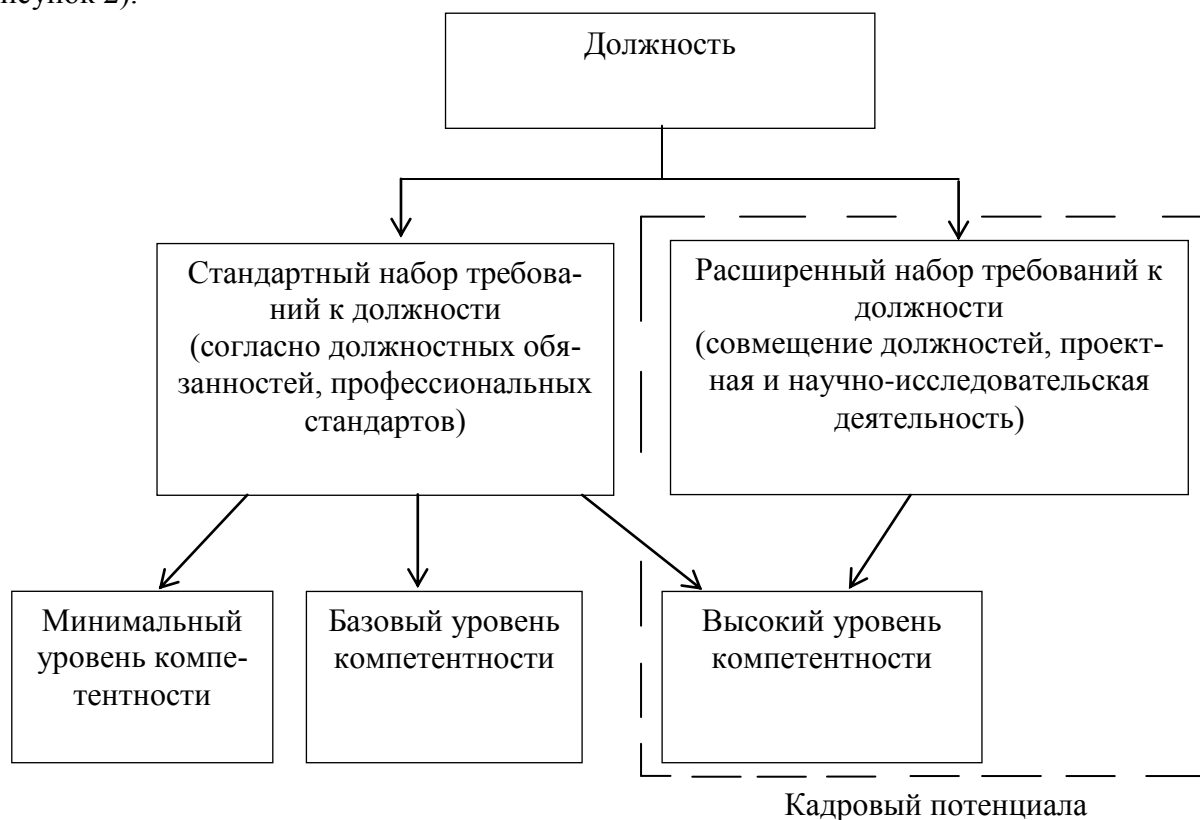 исунок 2).
Должность
Стандартный набор требова-
ний к должности
(согласно должностных обя-
занностей, профессиональных
стандартов)
Расширенный набор требований к
должности
(совмещение должностей, проект-
ная и научно-исследовательская
деятельность)
Минимальный
уровень компе-
тентности
Базовый уровень
компетентности
Высокий уровень
компетентности
Кадровый потенциала